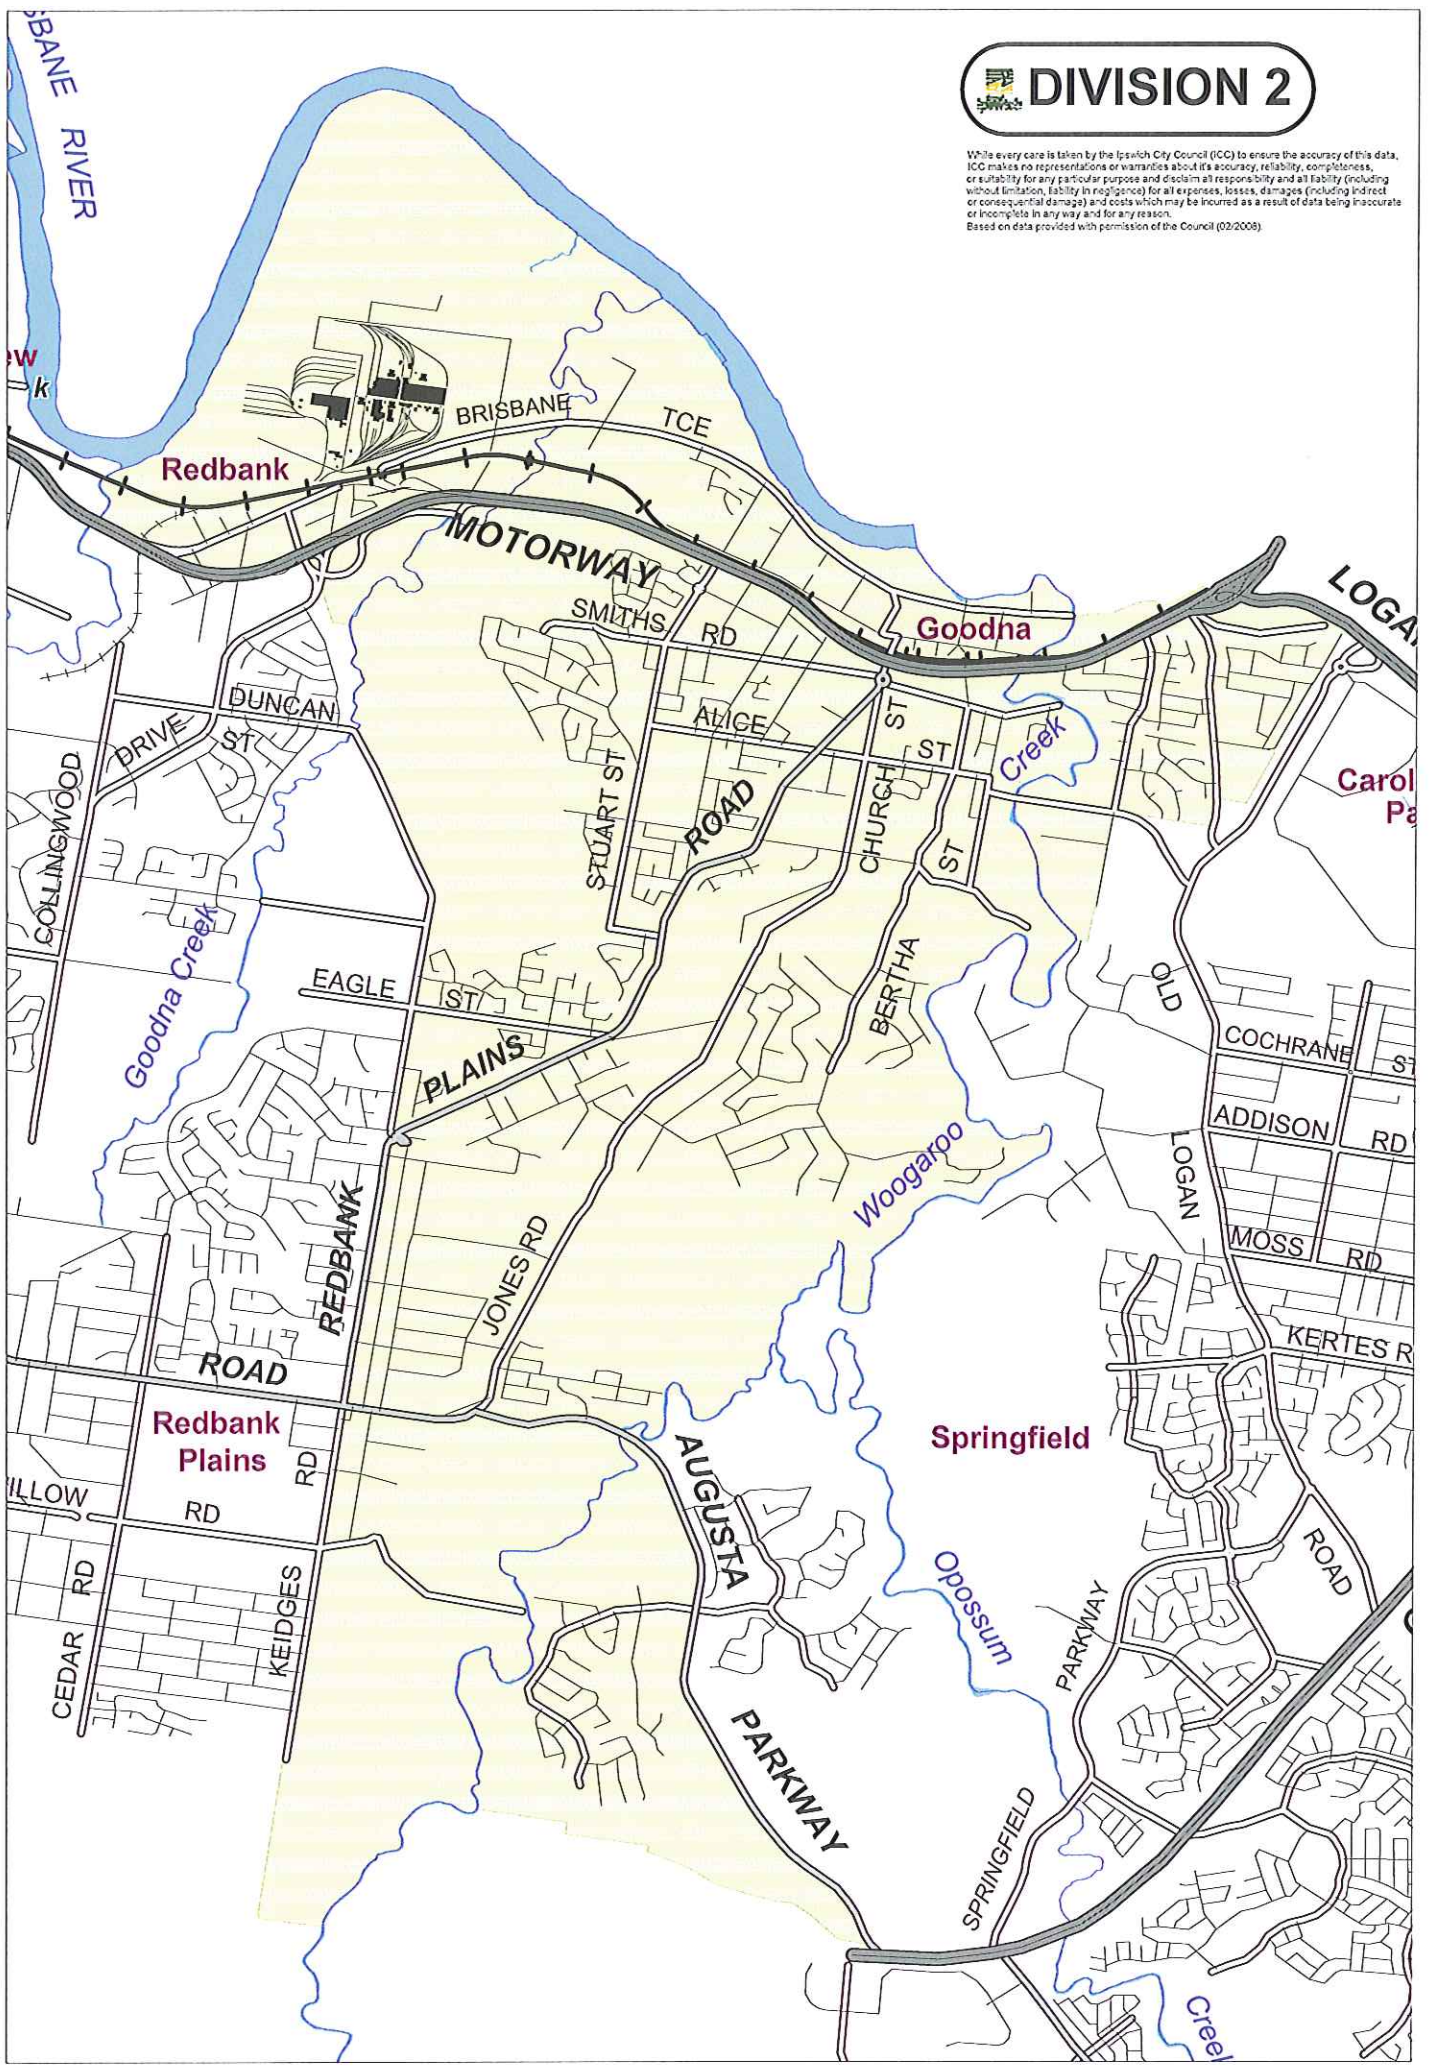 SBANE RIVER
DIVISION 2
While every care is taken by the Ipswich City Council (ICC) to ensure the accuracy of this data,
ICC makes no representations or warranties about it's accuracy, reliability, completeness,
or suitability for any particular purpose and disclaim all responsibility and all liability (including
without limitation, liability in negligence) for all expenses, losses, damages (including indirect
or consequential damage) and costs which may be incurred as a result of data being inaccurate
or incomplete in any way and for any reason.
Based on data provided with permission of the Council (02/2008).
ew
k
BRISBANE TCE
Redbank
MOTORWAY
LOGA
SMITHS RD
Goodna
DUNCAN
ST
DRIVE
ALICE ST
ST
Creek
COLLINGWOOD
STUART ST
ROAD
CHURCH
ST
Carol
Pa
Goodna Creek
EAGLE ST
BERTHA
OLD
PLAINS
COCHRANE ST
ADDISON RD
LOGAN
Woogaroo
REDBANK
JONES RD
MOSS RD
KERTES R
ROAD
Redbank
Plains
RD
AUGUSTA
Springfield
ILLOW RD
RD
CEDAR
KEIDGES
Opossum
PARKWAY
ROAD
PARKWAY
SPRINGFIELD
Creek